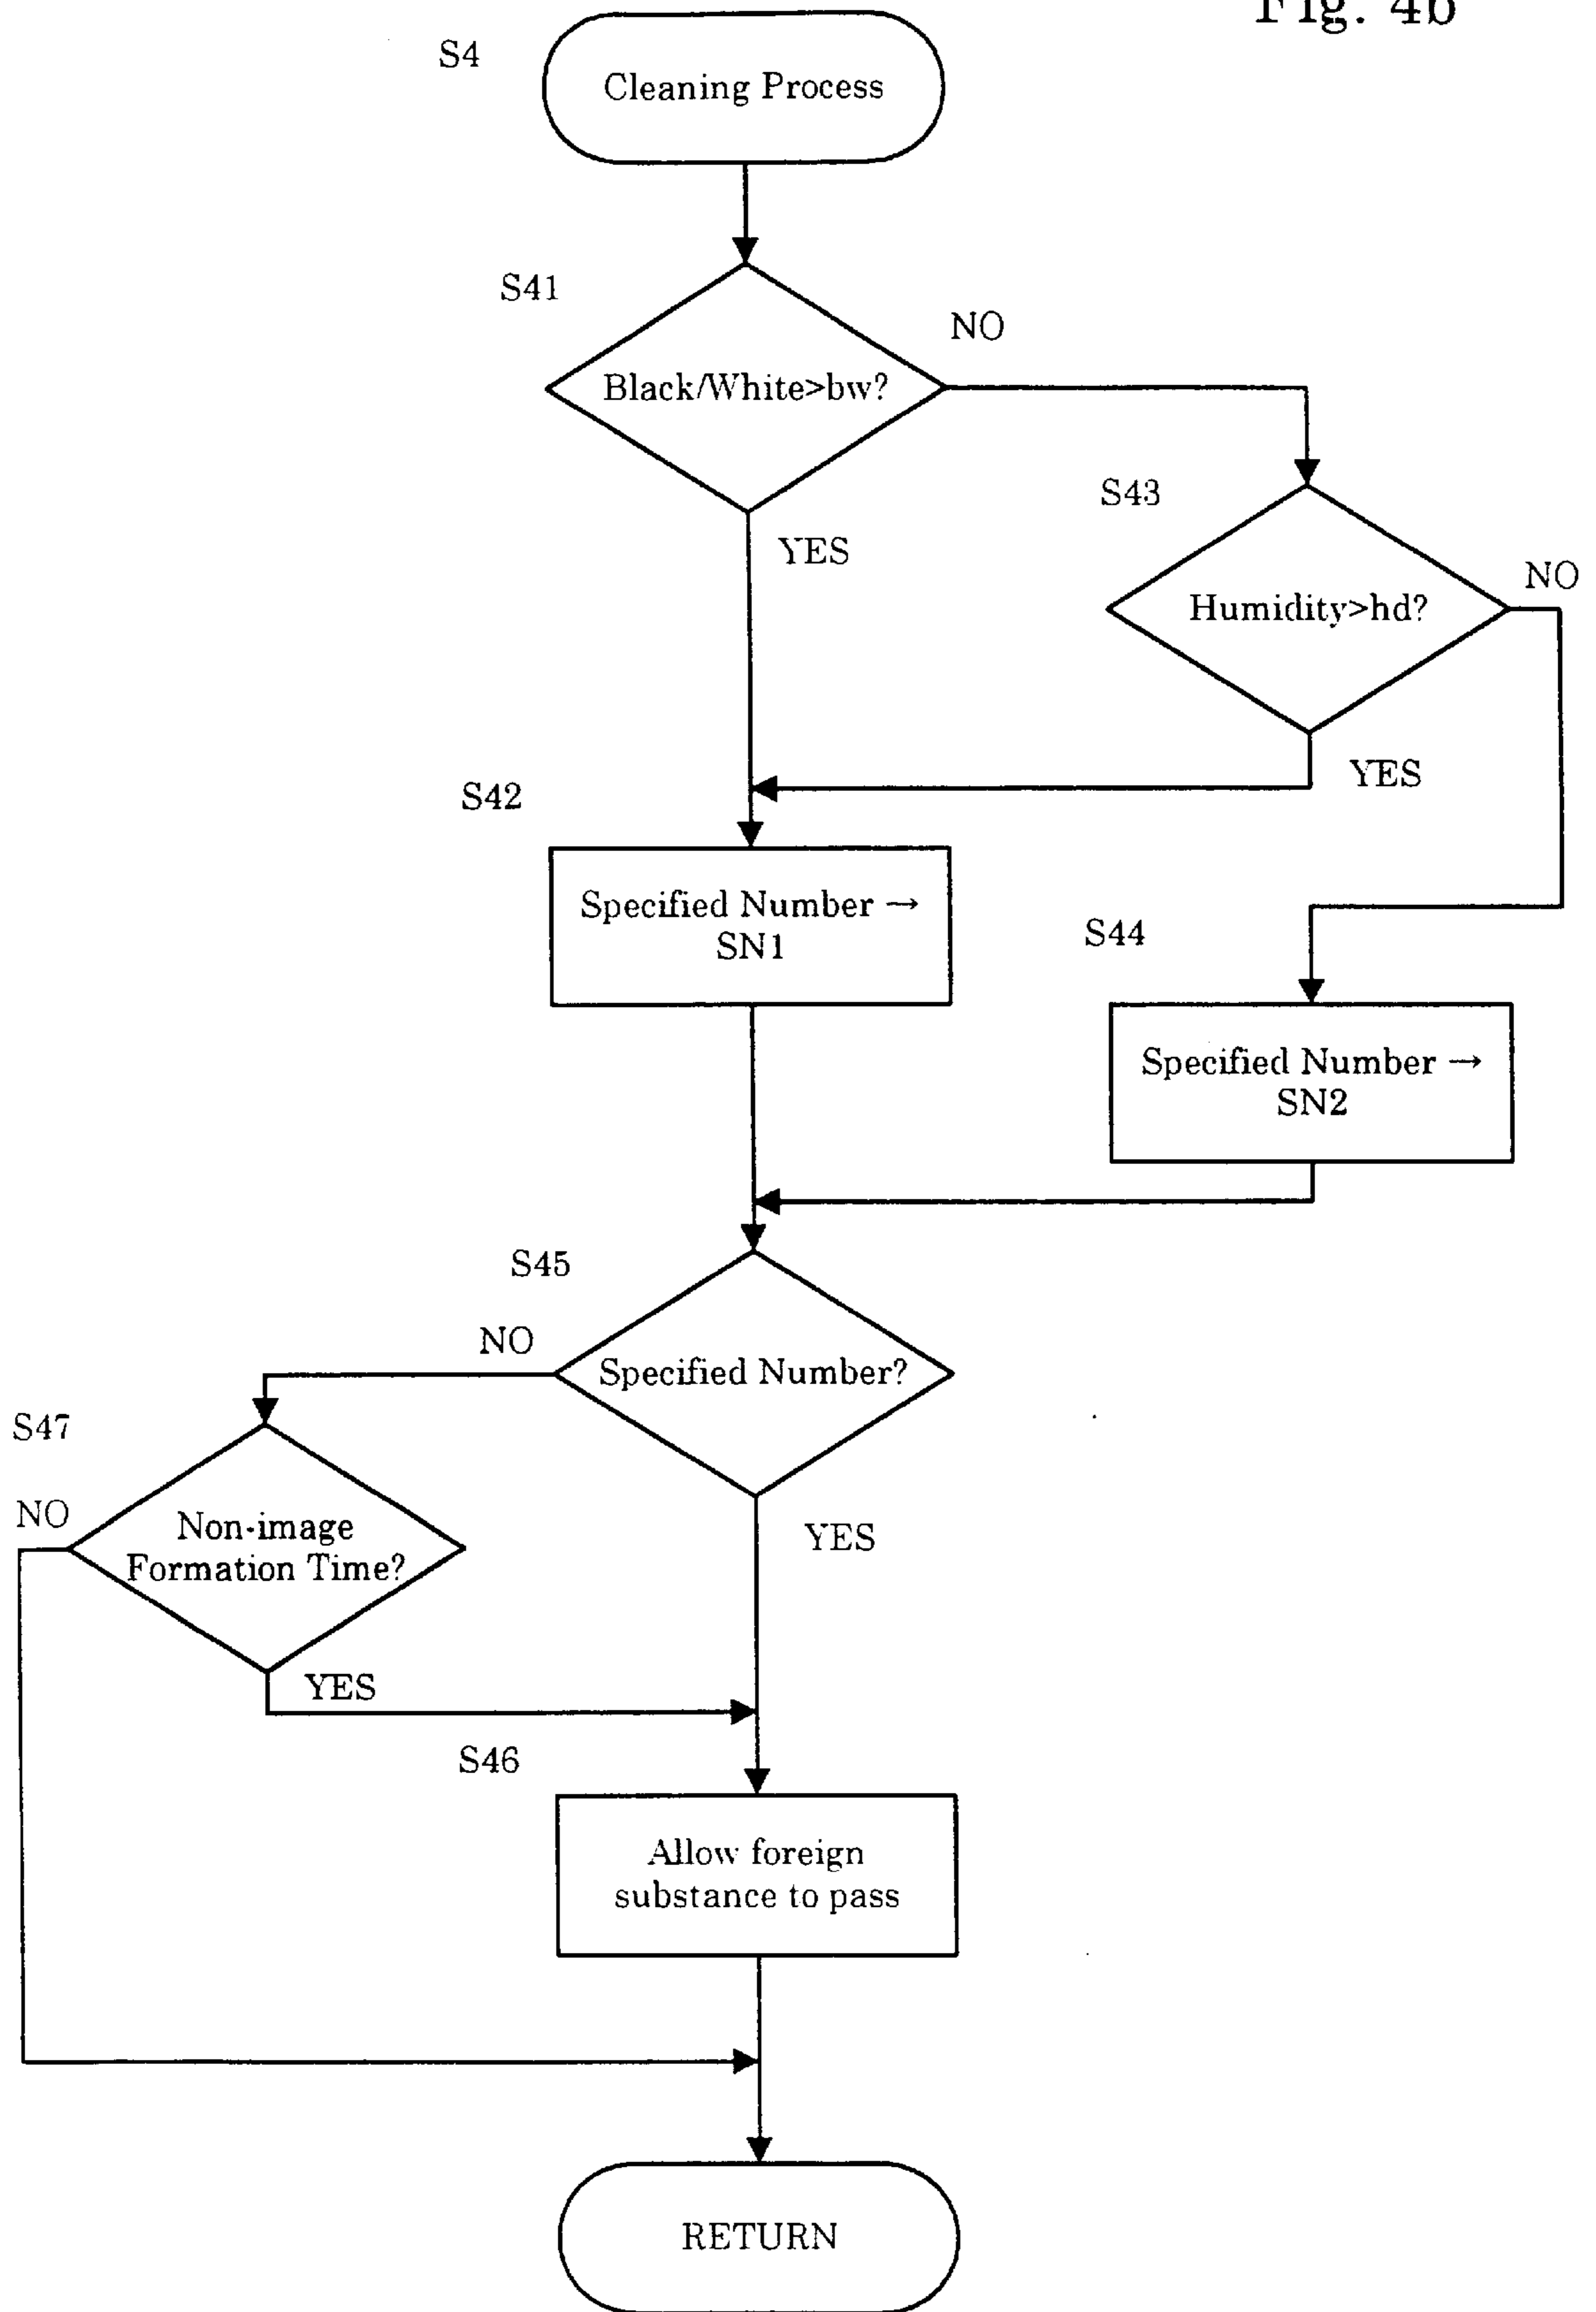 Fig. 4b
S4
Cleaning Process
S41
Black/White>bw?
NO
YES
S43
Humidity>hd?
NO
YES
S42
Specified Number →
SN1
S44
Specified Number →
SN2
S45
Specified Number?
NO
YES
S47
Non-image
Formation Time?
NO
YES
S46
Allow foreign
substance to pass
RETURN